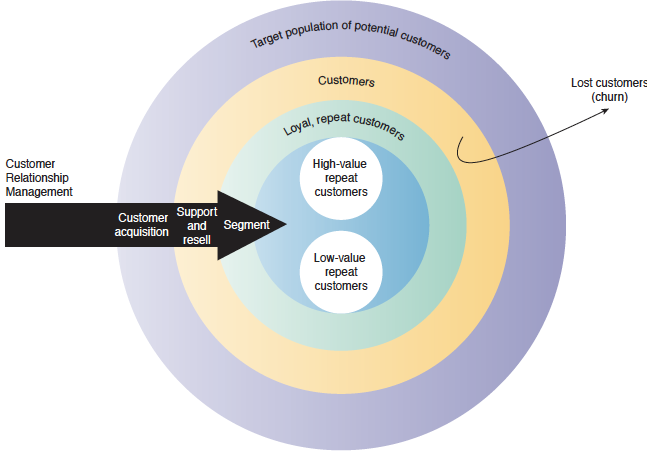 Target population of potential customers
Customers
Loyal, repeat customers
Lost customers
(churn)
High-value
repeat
customers
Customer
Relationship
Management
Customer
acquisition
Support
and
resell
Segment
Low-value
repeat
customers